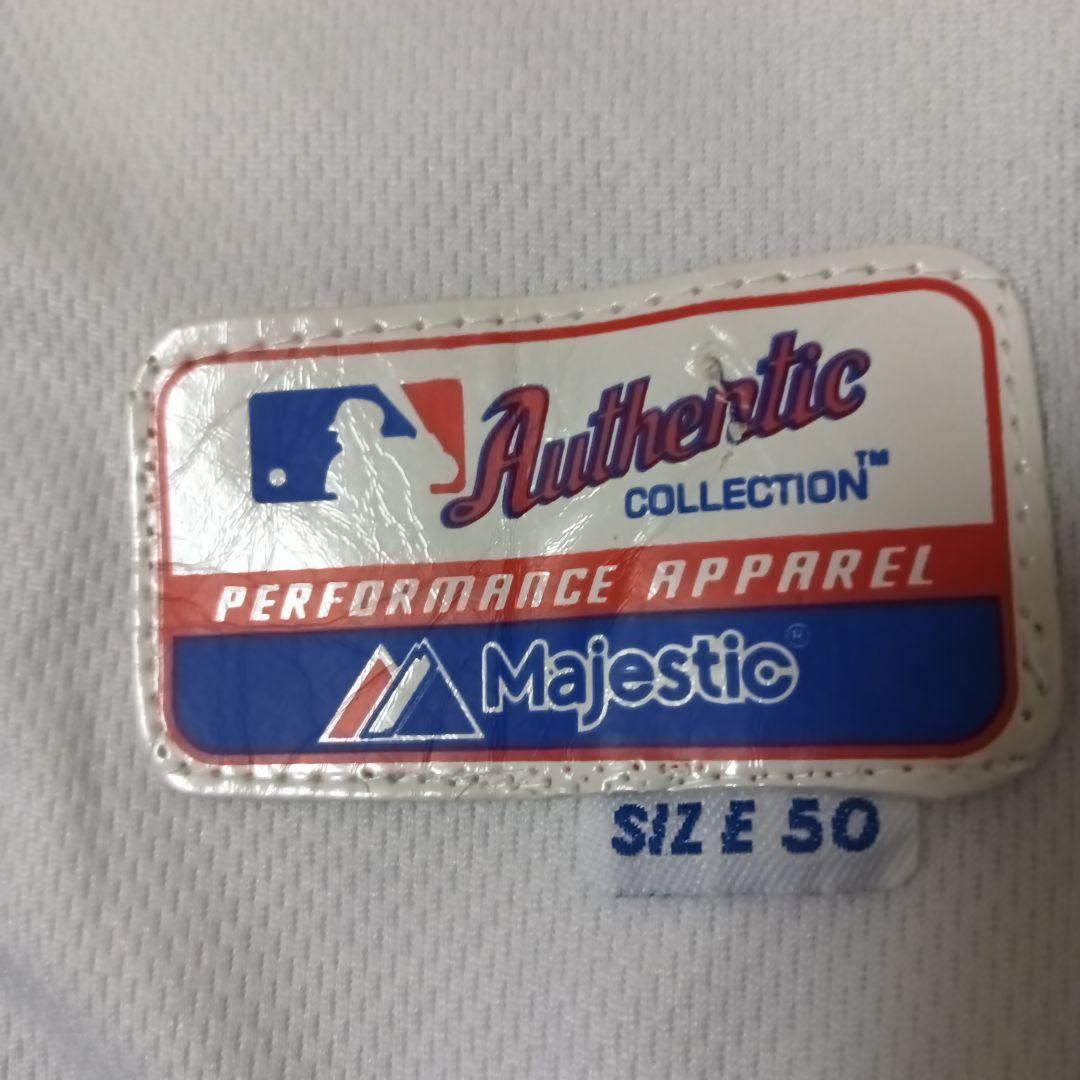 Authentic
COLLECTION™
PERFORMANCE APPAREL
Majestic®
SIZE 50